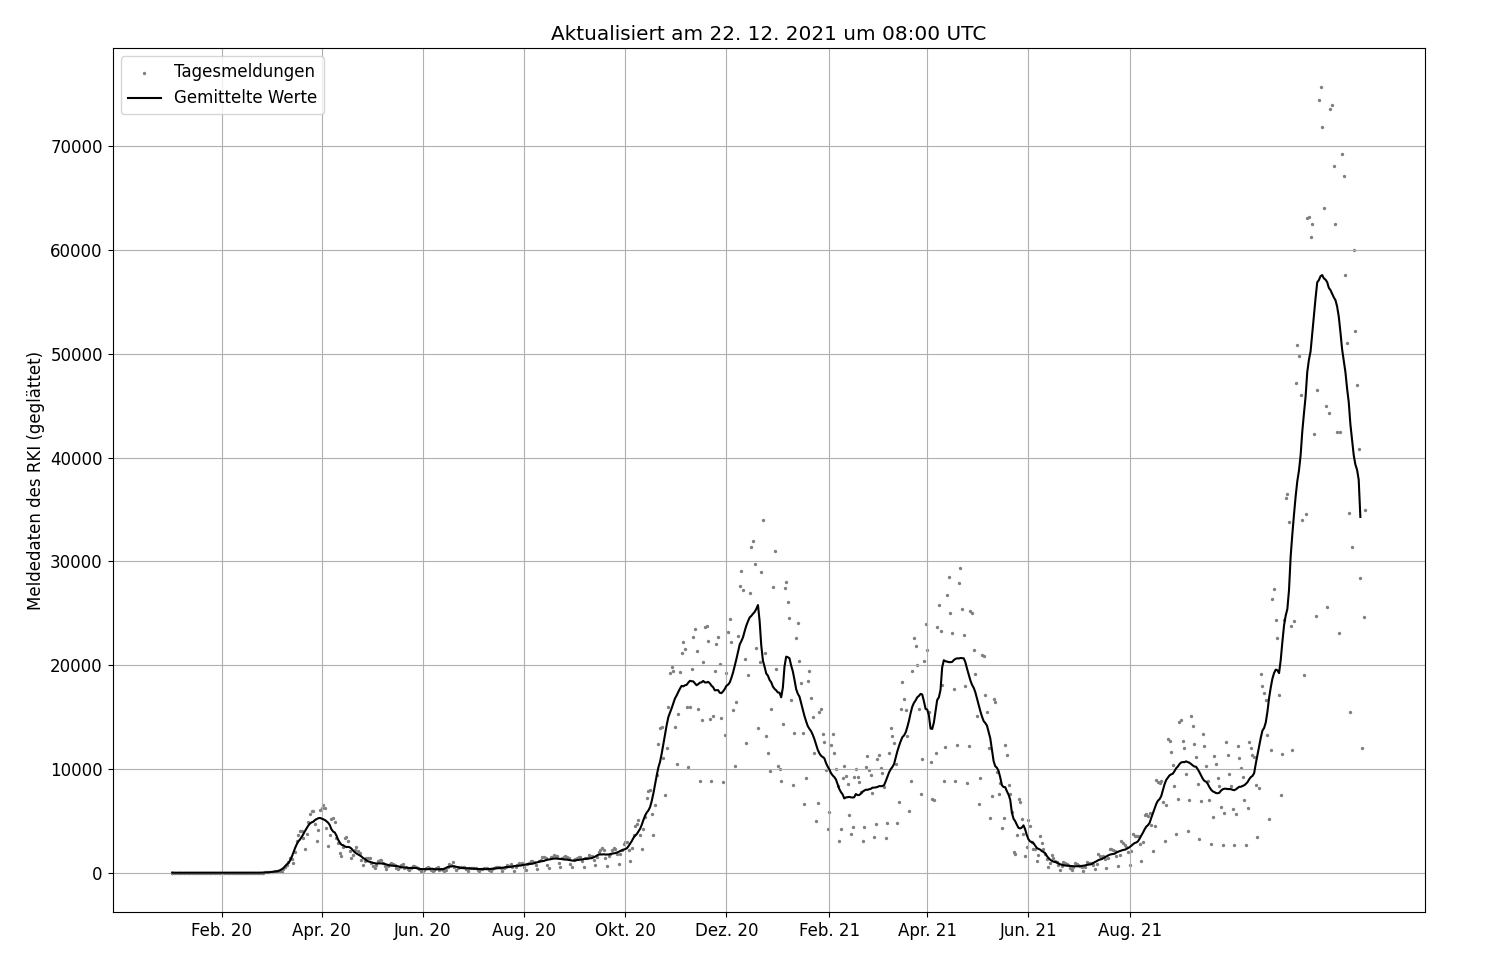 Aktualisiert am 22. 12. 2021 um 08:00 UTC
Tagesmeldungen
Gemittelte Werte
Meldedaten des RKI (geglättet)
70000
60000
50000
40000
30000
20000
10000
0
Feb. 20 Apr. 20 Jun. 20 Aug. 20 Okt. 20 Dez. 20 Feb. 21 Apr. 21 Jun. 21 Aug. 21